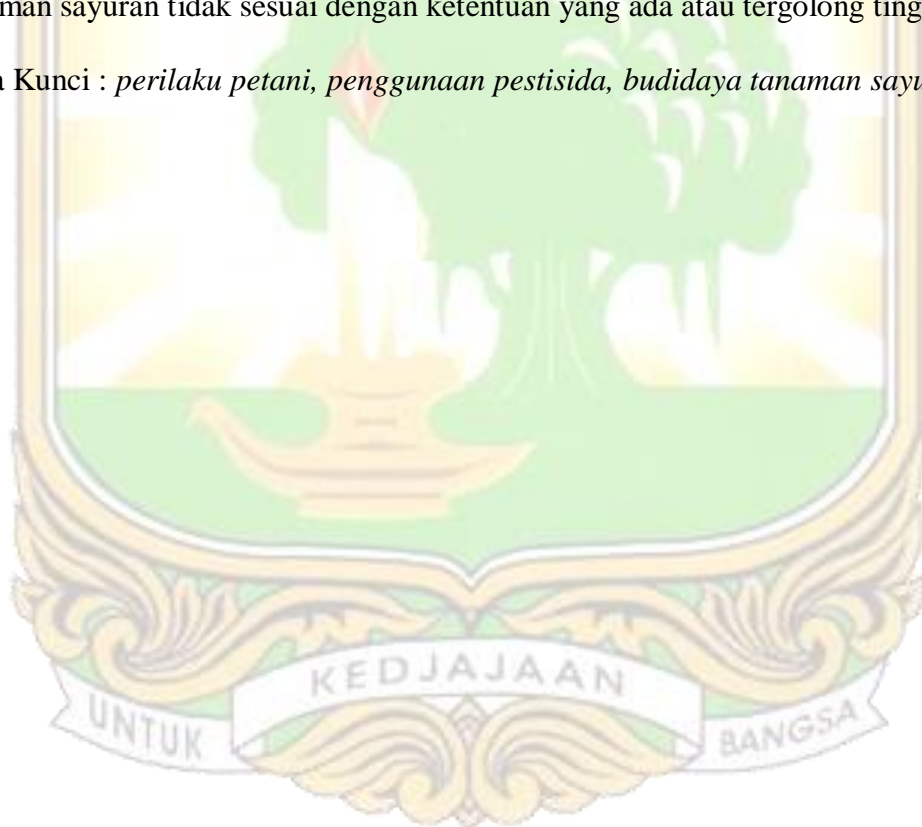 man sayuran tidak sesuai dengan ketentuan yang ada atau tergolong ting
Kunci : perilaku petani, penggunaan pestisida, budidaya tanaman sayu
UNTUK KEDJAJAAN BANGSA